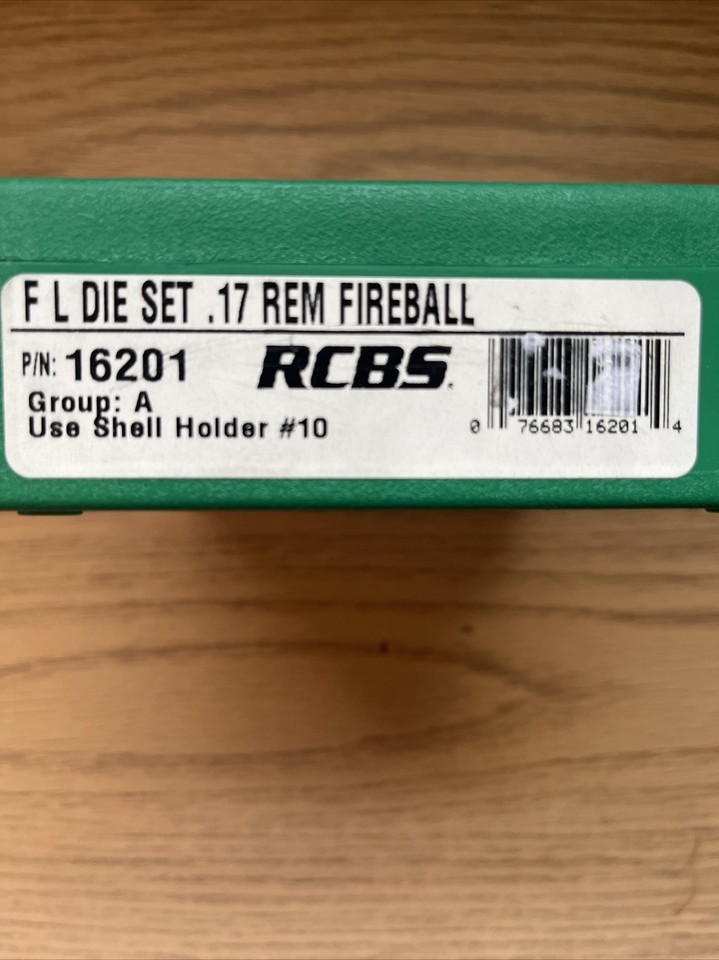 F L DIE SET .17 REM FIREBALL
P/N: 16201 RCBS.
Group: A
Use Shell Holder #10
0 76683 16201 4